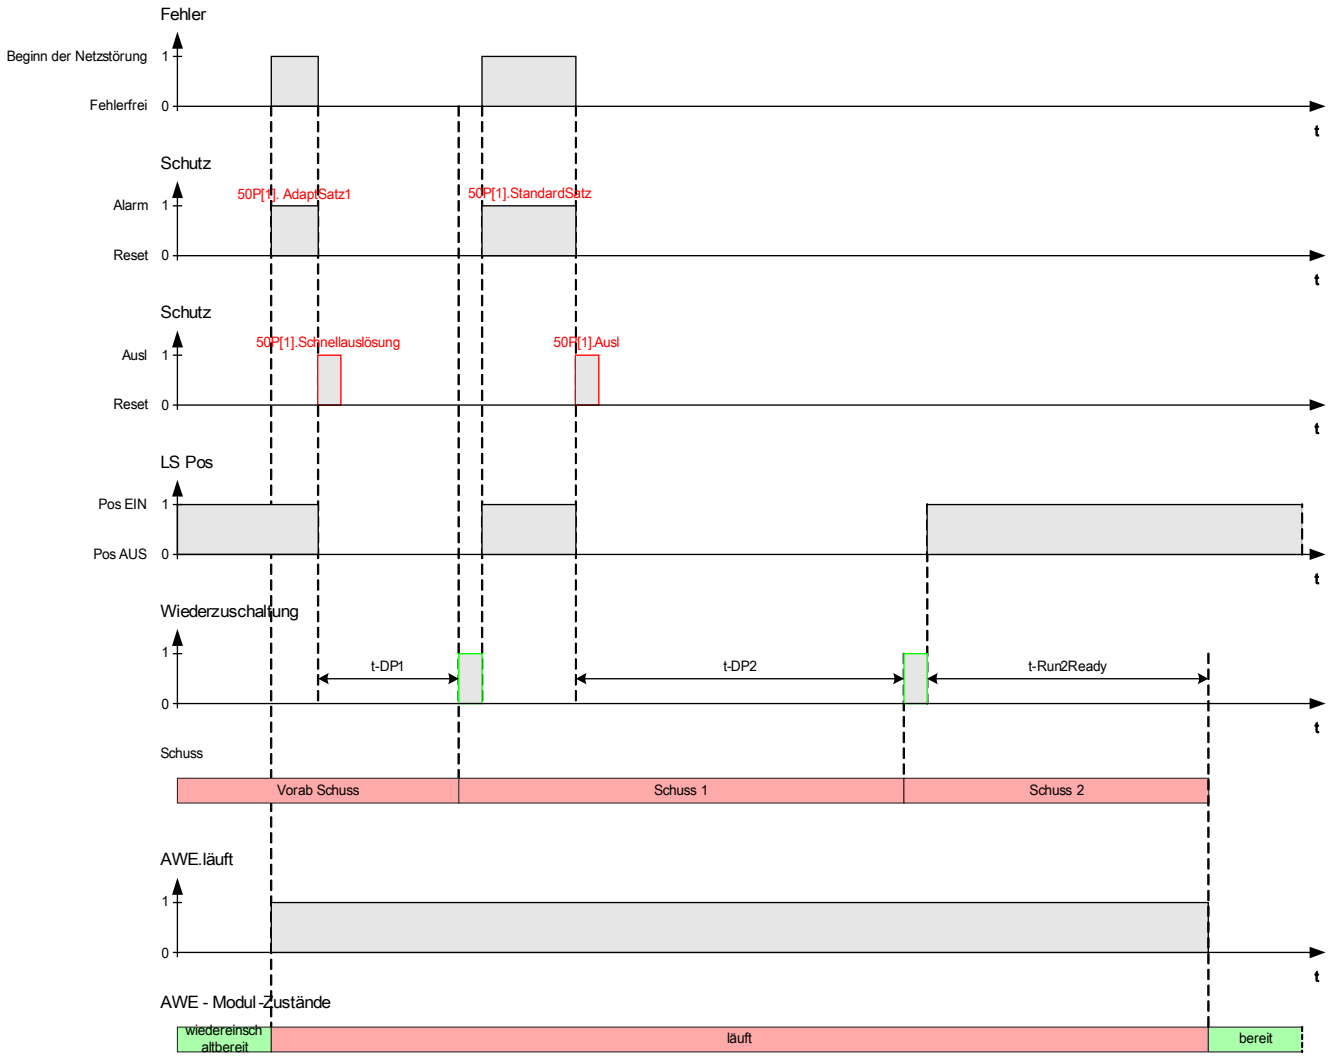 Fehler
Beginn der Netzstörung 1
Fehlerfrei 0
t
Schutz
50P[1]. AdaptSatz1 50P[1].StandardSatz
Alarm 1
Reset 0
t
Schutz
50P[1].Schnellauslösung 50P[1].Ausl
Ausl 1
Reset 0
t
LS Pos
Pos EIN 1
Pos AUS 0
t
Wiederzuschaltung
1
t-DP1 t-DP2 t-Run2Ready
0
t
Schuss
Vorab Schuss Schuss 1 Schuss 2
AWE.läuft
1
0
t
AWE - Modul-Zustände
wiedereinsch
altbereit
läuft bereit